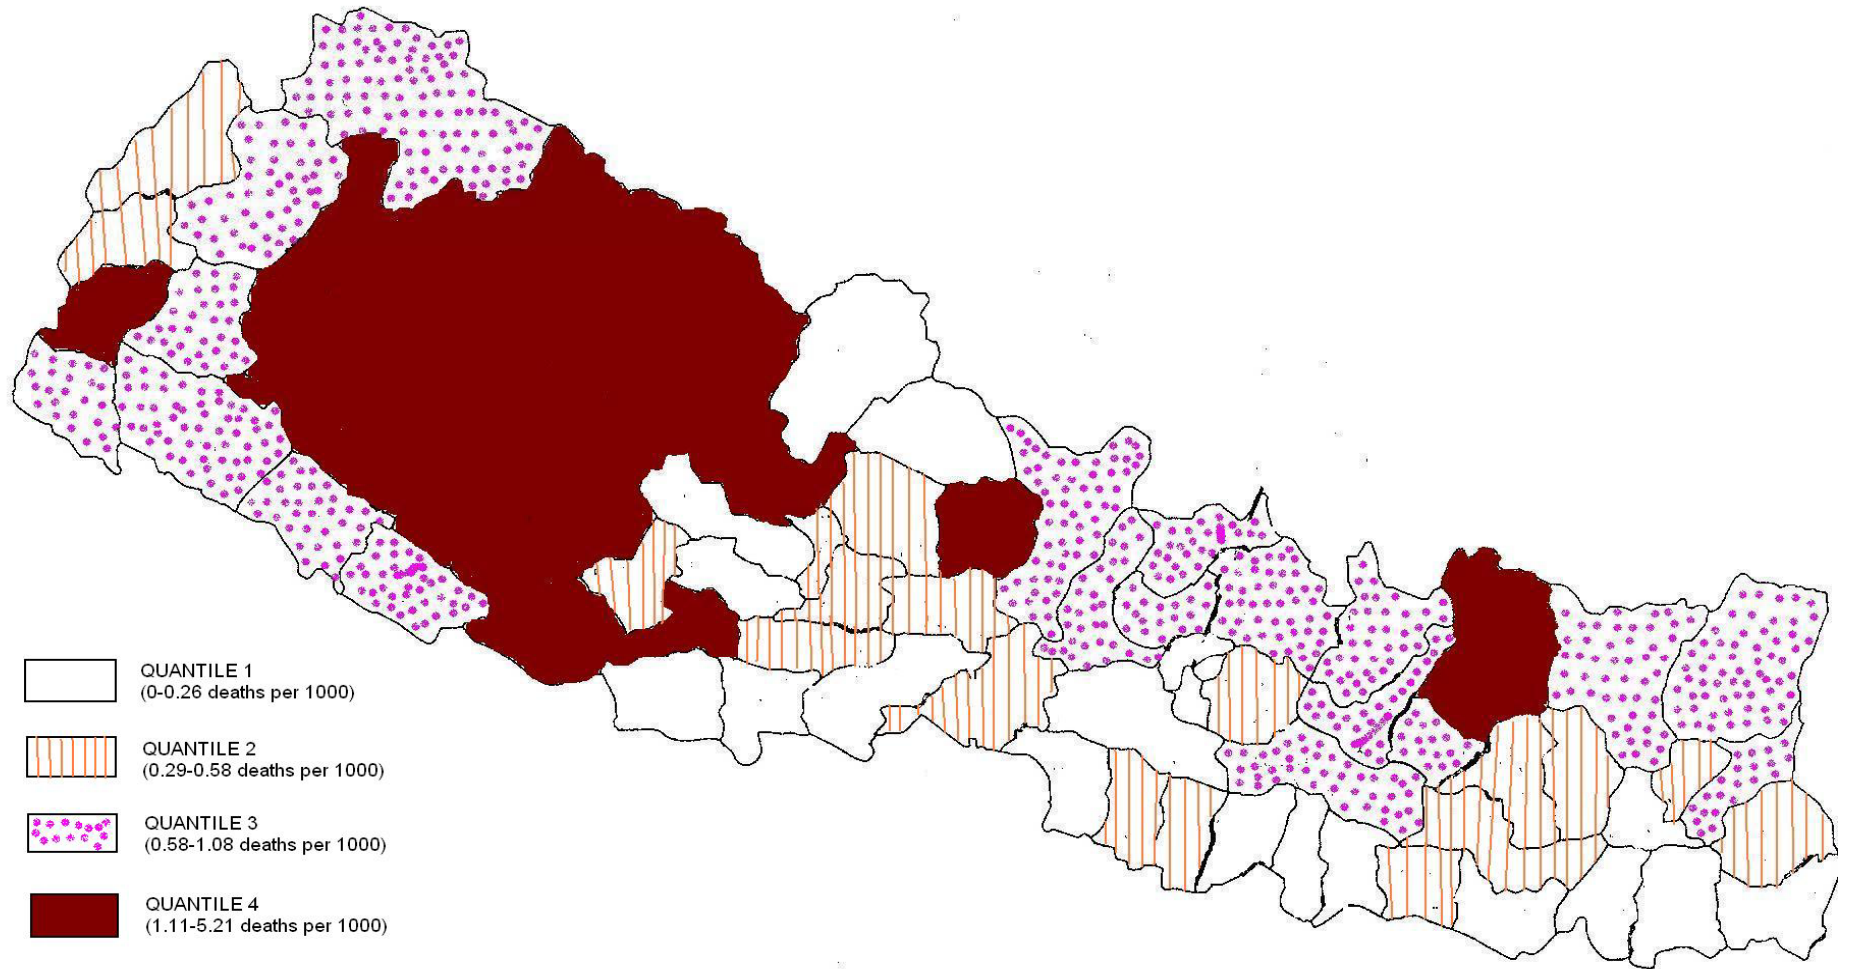 QUANTILE 1
(0-0.26 deaths per 1000)
QUANTILE 2
(0.29-0.58 deaths per 1000)
QUANTILE 3
(0.58-1.08 deaths per 1000)
QUANTILE 4
(1.11-5.21 deaths per 1000)